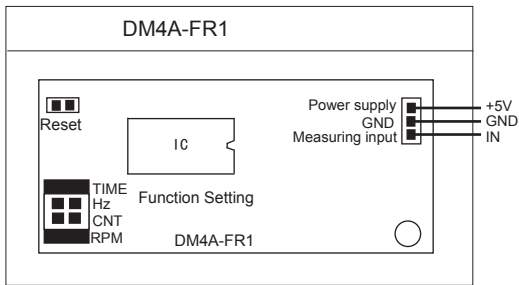 DM4A-FR1
Reset
IC
Power supply +5V
GND GND
Measuring input IN
TIME
Hz
CNT
RPM
Function Setting
DM4A-FR1